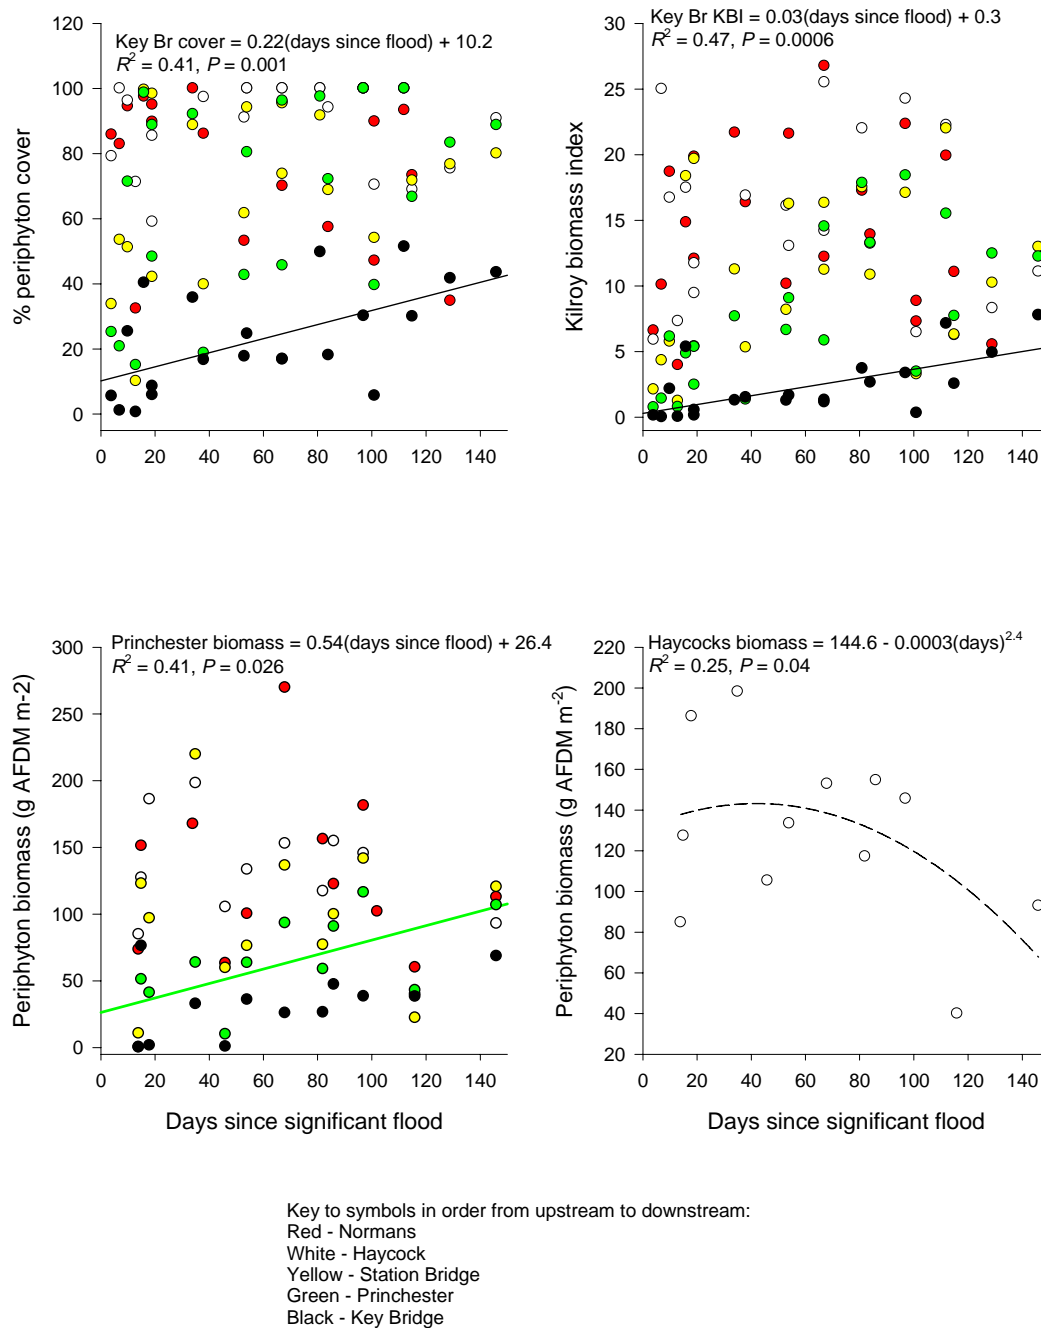 Key Br cover = 0.22(days since flood) + 10.2
R² = 0.41, P = 0.001
% periphyton cover
120
100
80
60
40
20
0
0 20 40 60 80 100 120 140
Key Br KBI = 0.03(days since flood) + 0.3
R² = 0.47, P = 0.0006
Kilroy biomass index
30
25
20
15
10
5
0
0 20 40 60 80 100 120 140
Princhester biomass = 0.54(days since flood) + 26.4
R² = 0.41, P = 0.026
Periphyton biomass (g AFDM m-2)
300
250
200
150
100
50
0
0 20 40 60 80 100 120 140
Days since significant flood
Haycocks biomass = 144.6 - 0.0003(days)²·⁴
R² = 0.25, P = 0.04
Periphyton biomass (g AFDM m⁻²)
220
200
180
160
140
120
100
80
60
40
20
0 20 40 60 80 100 120 140
Days since significant flood
Key to symbols in order from upstream to downstream:
Red - Normans
White - Haycock
Yellow - Station Bridge
Green - Princhester
Black - Key Bridge